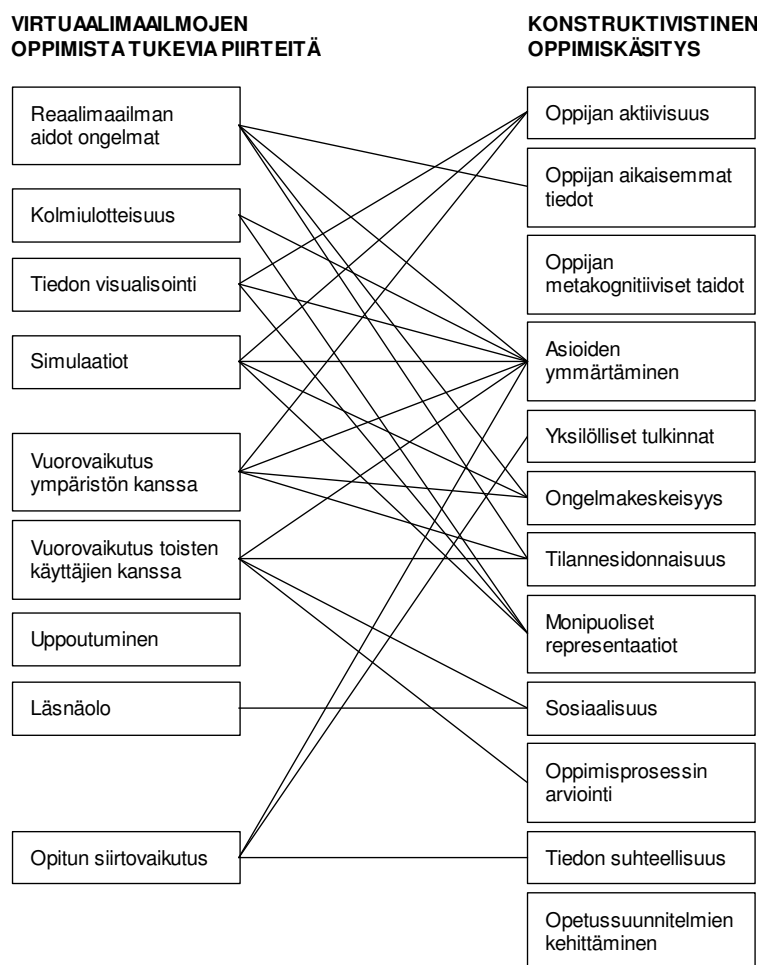 VIRTUAALIMAAILMOJEN
OPPIMISTA TUKEVIA PIIRTEITÄ
Reaalimaailman
aidot ongelmat
Kolmiulotteisuus
Tiedon visualisointi
Simulaatiot
Vuorovaikutus
ympäristön kanssa
Vuorovaikutus toisten
käyttäjien kanssa
Uppoutuminen
Läsnäolo
Opitun siirtovaikutus
KONSTRUKTIVISTINEN
OPPIMISKÄSITYS
Oppijan aktiivisuus
Oppijan aikaisemmat
tiedot
Oppijan
metakognitiiviset taidot
Asioiden
ymmärtäminen
Yksilölliset tulkinnat
Ongelmakeskeisyys
Tilannesidonnaisuus
Monipuoliset
representaatiot
Sosiaalisuus
Oppimisprosessin
arviointi
Tiedon suhteellisuus
Opetussuunnitelmien
kehittäminen